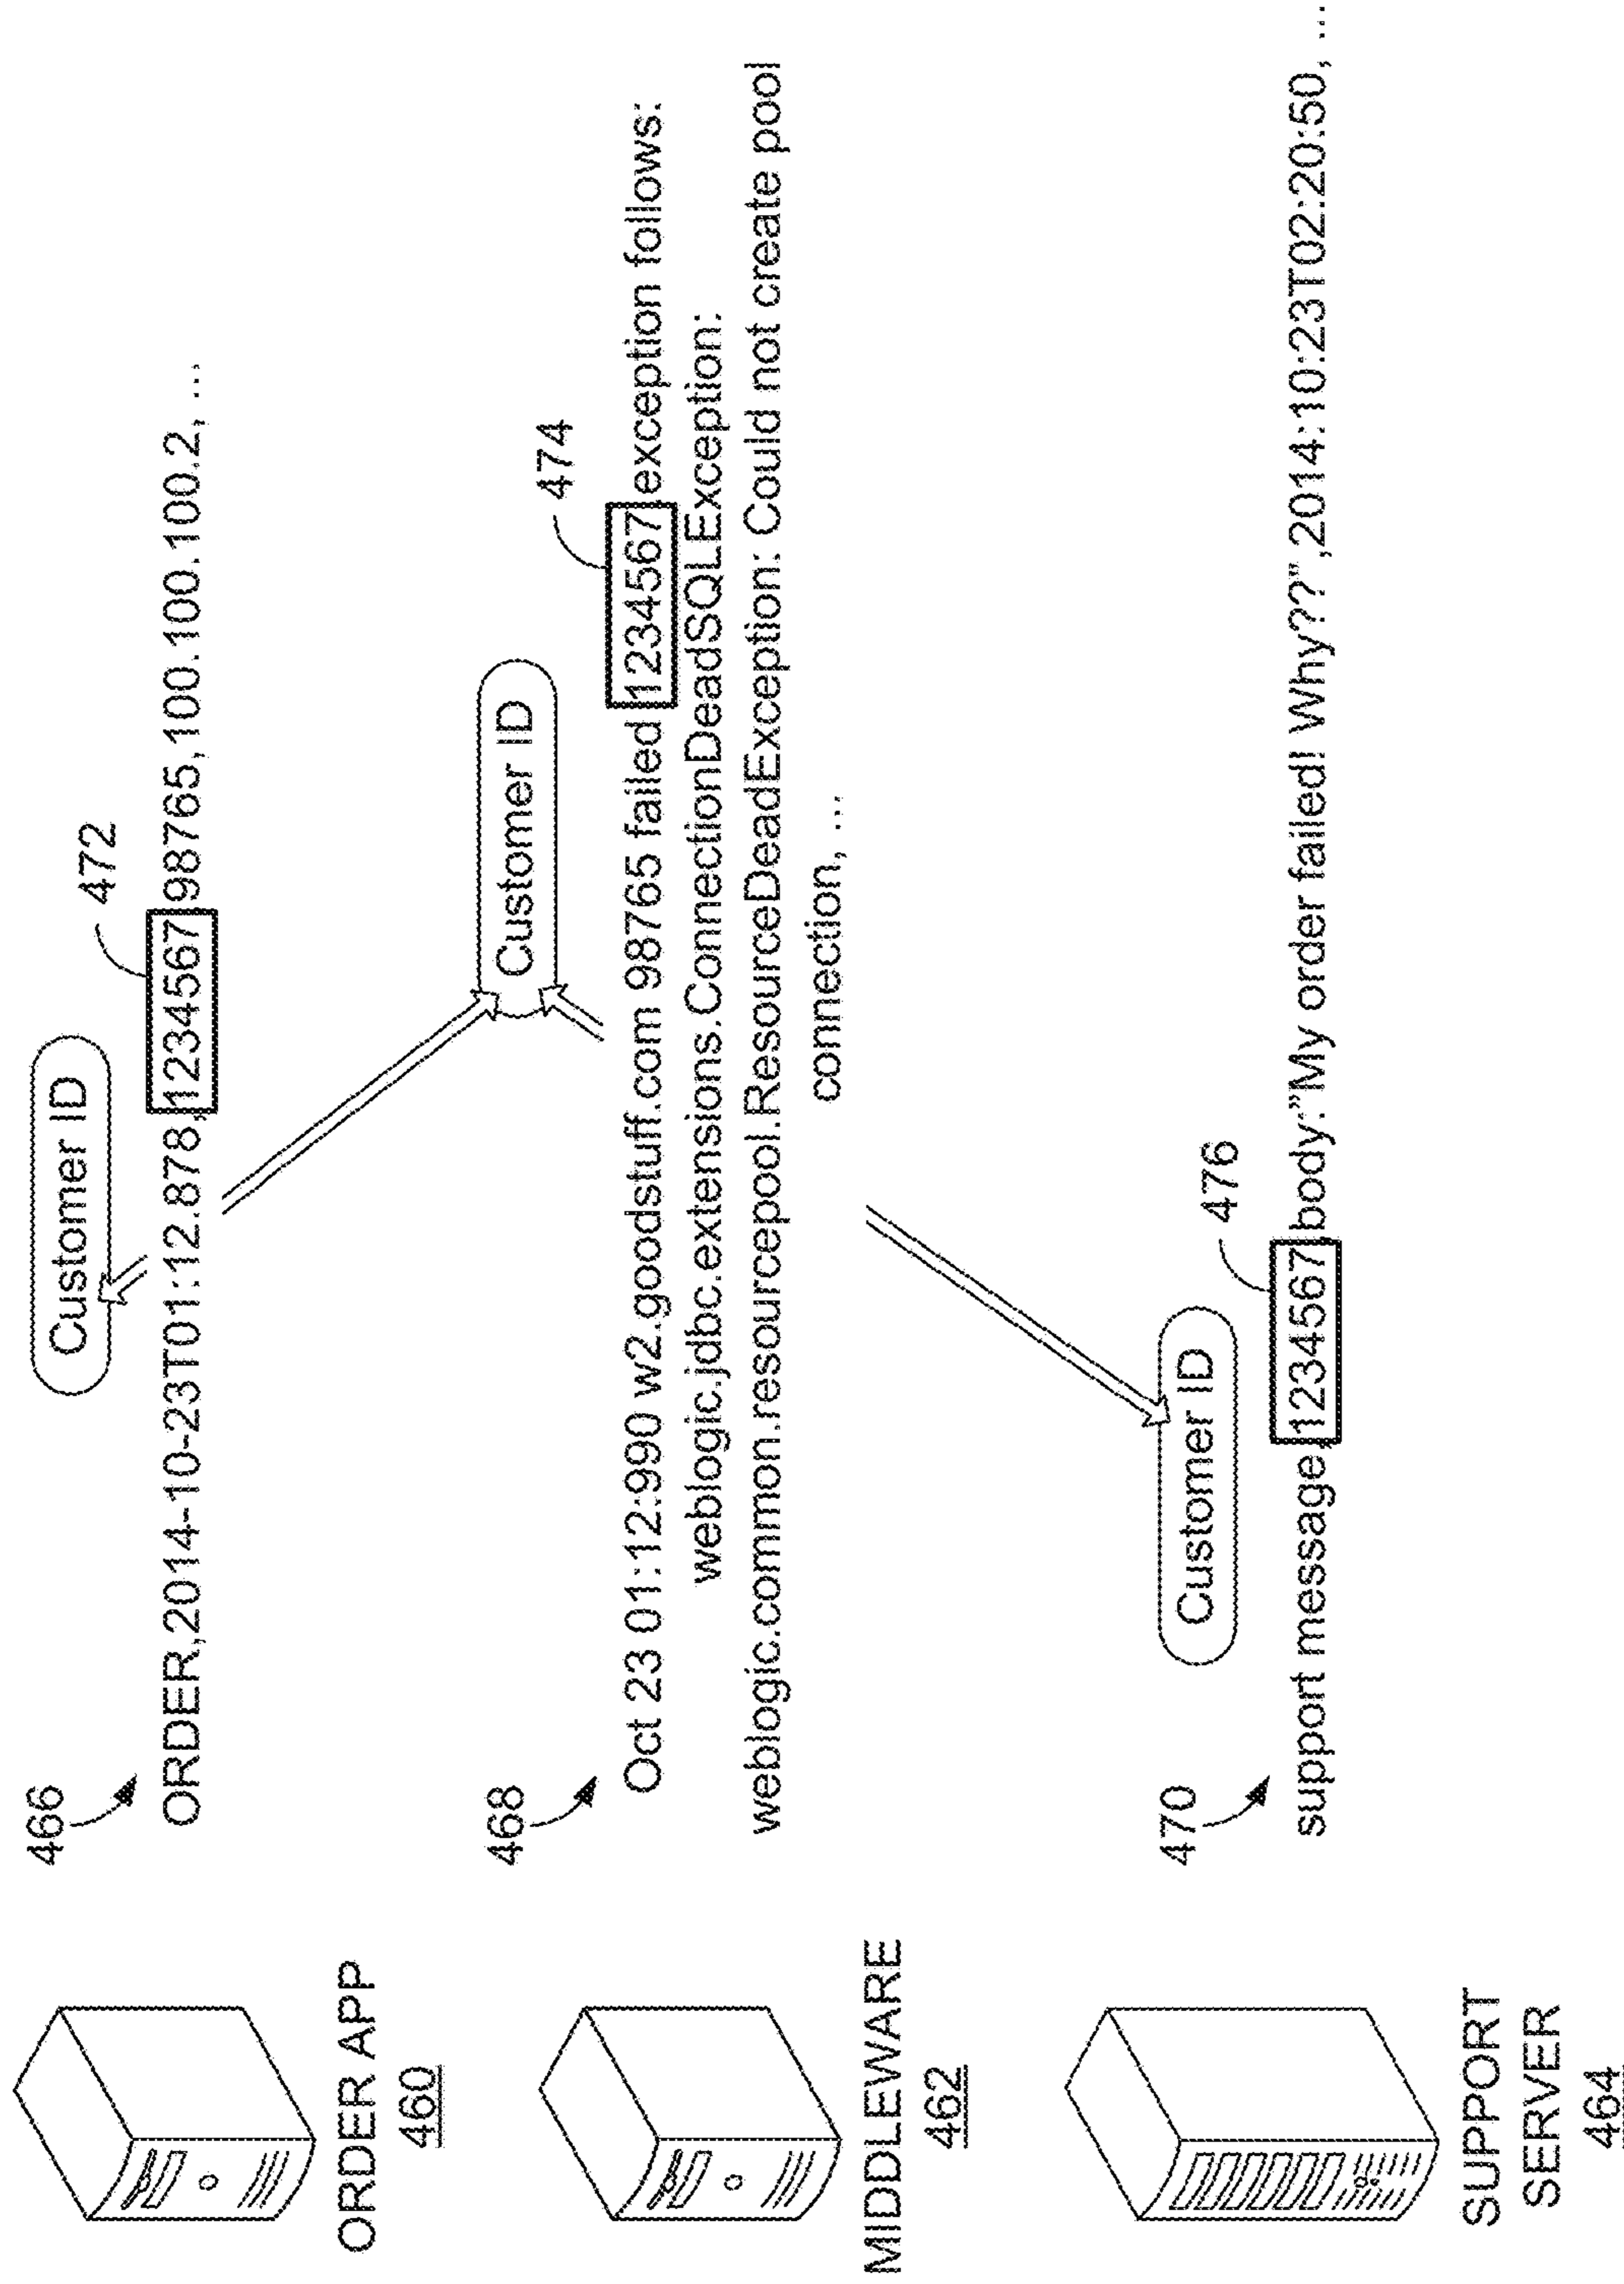 466
Customer ID
472
ORDER,2014-10-23T01:12.878,1234567,98765,100.100.100.2, ...
ORDER APP
460
468
Customer ID
474
Oct 23 01:12:990 w2.goodstuff.com 98765 failed 1234567 exception follows:
weblogic.jdbc.extensions.ConnectionDeadSQLException:
weblogic.common.resourcepool.ResourceDeadException: Could not create pool
connection, ...
MIDDLEWARE
462
470
Customer ID
476
support message,1234567,body:”My order failed! Why??”,2014:10:23T02:20:50, ...
SUPPORT
SERVER
464